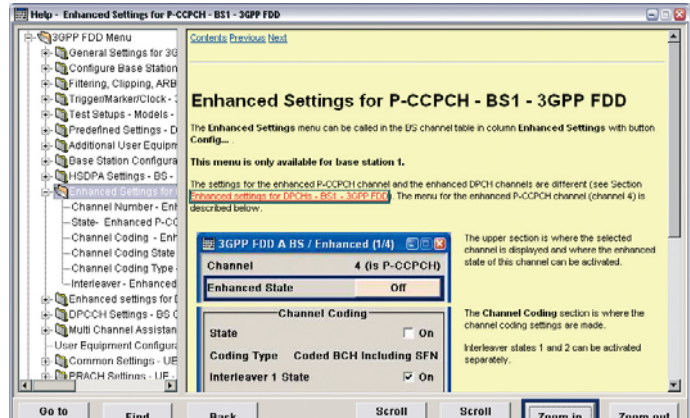 Help - Enhanced Settings for P-CCPCH - BS1 - 3GPP FDD
3GPP FDD Menu
General Settings for 3G
Configure Base Station
Filtering, Clipping, ARB
Trigger/Marker/Clock -
Test Setups - Models -
Predefined Settings - D
Additional User Equipm
Base Station Configura
HSDPA Settings - BS -
Enhanced Settings for
Channel Number - Enh
State- Enhanced P-CC
Channel Coding - Enh
Channel Coding State
Channel Coding Type -
Interleaver - Enhanced
Enhanced settings for
DPCCH Settings - BS C
Multi Channel Assistan
User Equipment Configura
Common Settings - UE
PRACH Settings - UE -
Contents Previous Next
Enhanced Settings for P-CCPCH - BS1 - 3GPP FDD
The Enhanced Settings menu can be called in the BS channel table in column Enhanced Settings with button
Config... .
This menu is only available for base station 1.
The settings for the enhanced P-CCPCH channel and the enhanced DPCH channels are different (see Section
Enhanced settings for DPCHs - BS1 - 3GPP FDD). The menu for the enhanced P-CCPCH channel (channel 4) is
described below.
3GPP FDD A BS / Enhanced (1/4)
Channel 4 (is P-CCPCH)
Enhanced State Off
Channel Coding
State On
Coding Type Coded BCH Including SFN
Interleaver 1 State On
The upper section is where the selected
channel is displayed and where the enhanced
state of this channel can be activated.
The Channel Coding section is where the
channel coding settings are made.
Interleaver states 1 and 2 can be activated
separately.
Go to
Find
Back
Scroll
Scroll
Zoom in
Zoom out